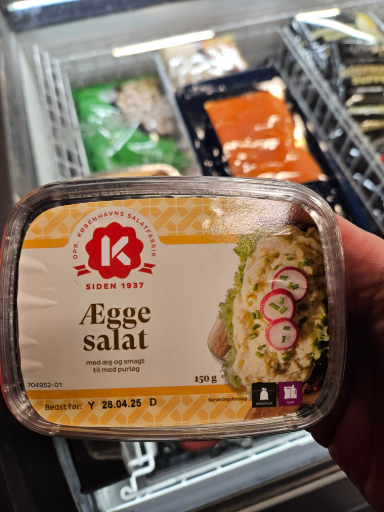 OPR. KØBENHAVNS SALATFABRIK
K
SIDEN 1937
Ægge
salat
med æg og smagt
til med purløg
150 g
704952-01
Bedst før: Y 28.04.25 D
Serveringsforslag